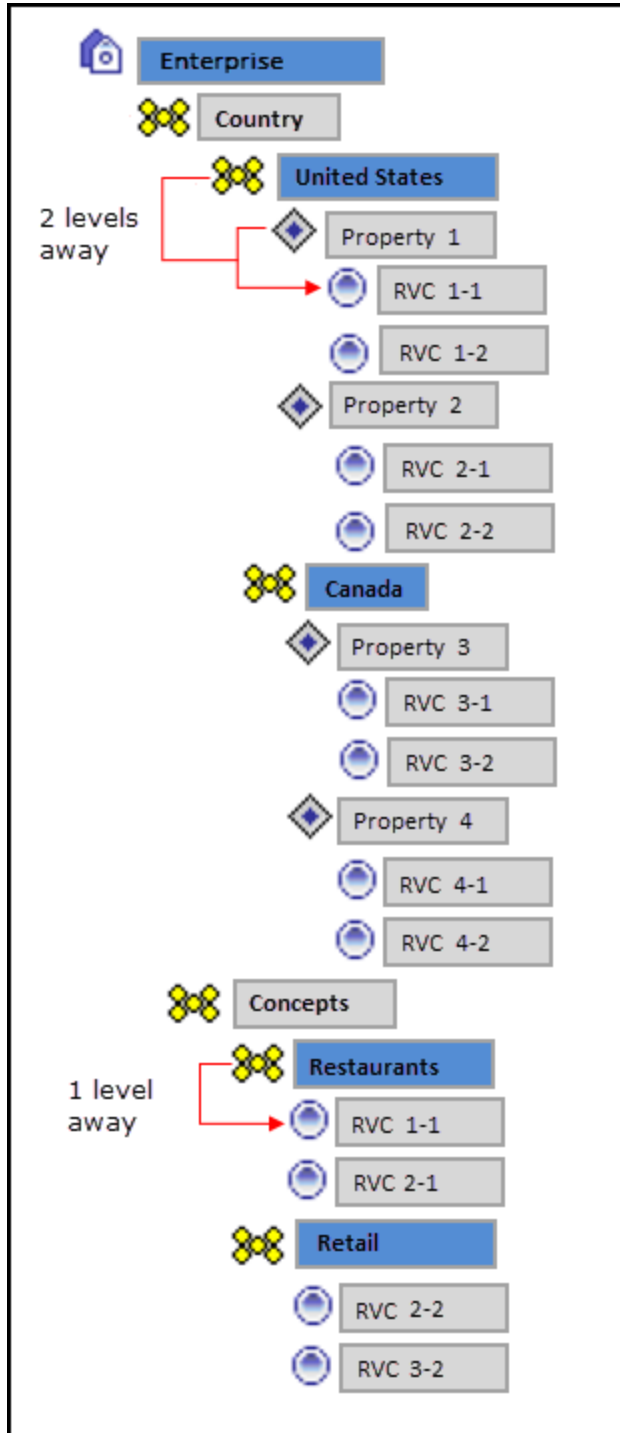 Enterprise
Country
United States
2 levels
away
Property 1
RVC 1-1
RVC 1-2
Property 2
RVC 2-1
RVC 2-2
Canada
Property 3
RVC 3-1
RVC 3-2
Property 4
RVC 4-1
RVC 4-2
Concepts
Restaurants
1 level
away
RVC 1-1
RVC 2-1
Retail
RVC 2-2
RVC 3-2